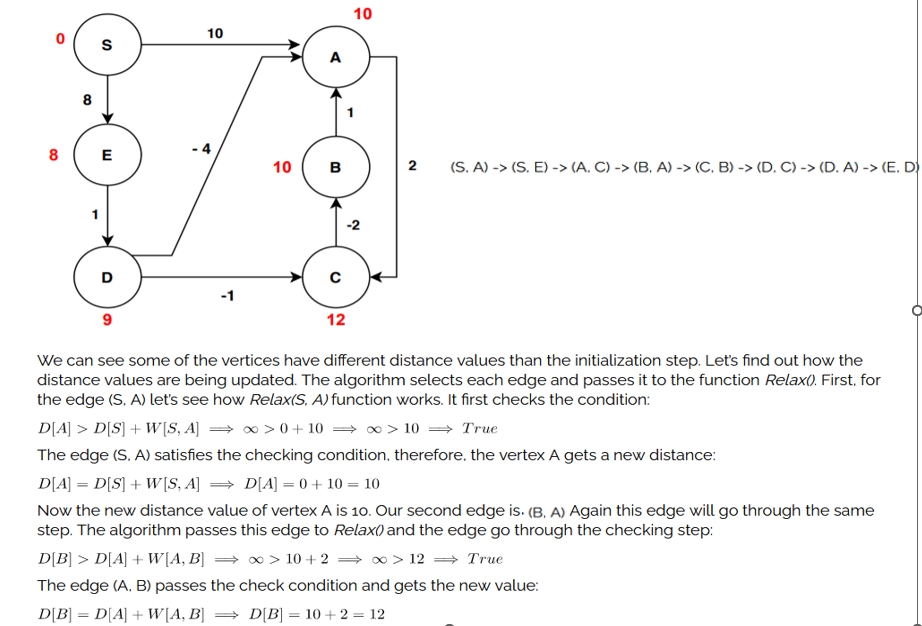 10
0
S
10
A
8
1
8
E
- 4
10
B
2
(S, A) -> (S, E) -> (A, C) -> (B, A) -> (C, B) -> (D, C) -> (D, A) -> (E, D)
1
-2
D
C
-1
9
12
We can see some of the vertices have different distance values than the initialization step. Let's find out how the
distance values are being updated. The algorithm selects each edge and passes it to the function Relax(). First, for
the edge (S, A) let's see how Relax(S, A) function works. It first checks the condition:
D[A] > D[S] + W[S, A] ⟹ ∞ > 0 + 10 ⟹ ∞ > 10 ⟹ True
The edge (S, A) satisfies the checking condition, therefore, the vertex A gets a new distance:
D[A] = D[S] + W[S, A] ⟹ D[A] = 0 + 10 = 10
Now the new distance value of vertex A is 10. Our second edge is. (B, A) Again this edge will go through the same
step. The algorithm passes this edge to Relax() and the edge go through the checking step:
D[B] > D[A] + W[A, B] ⟹ ∞ > 10 + 2 ⟹ ∞ > 12 ⟹ True
The edge (A, B) passes the check condition and gets the new value:
D[B] = D[A] + W[A, B] ⟹ D[B] = 10 + 2 = 12